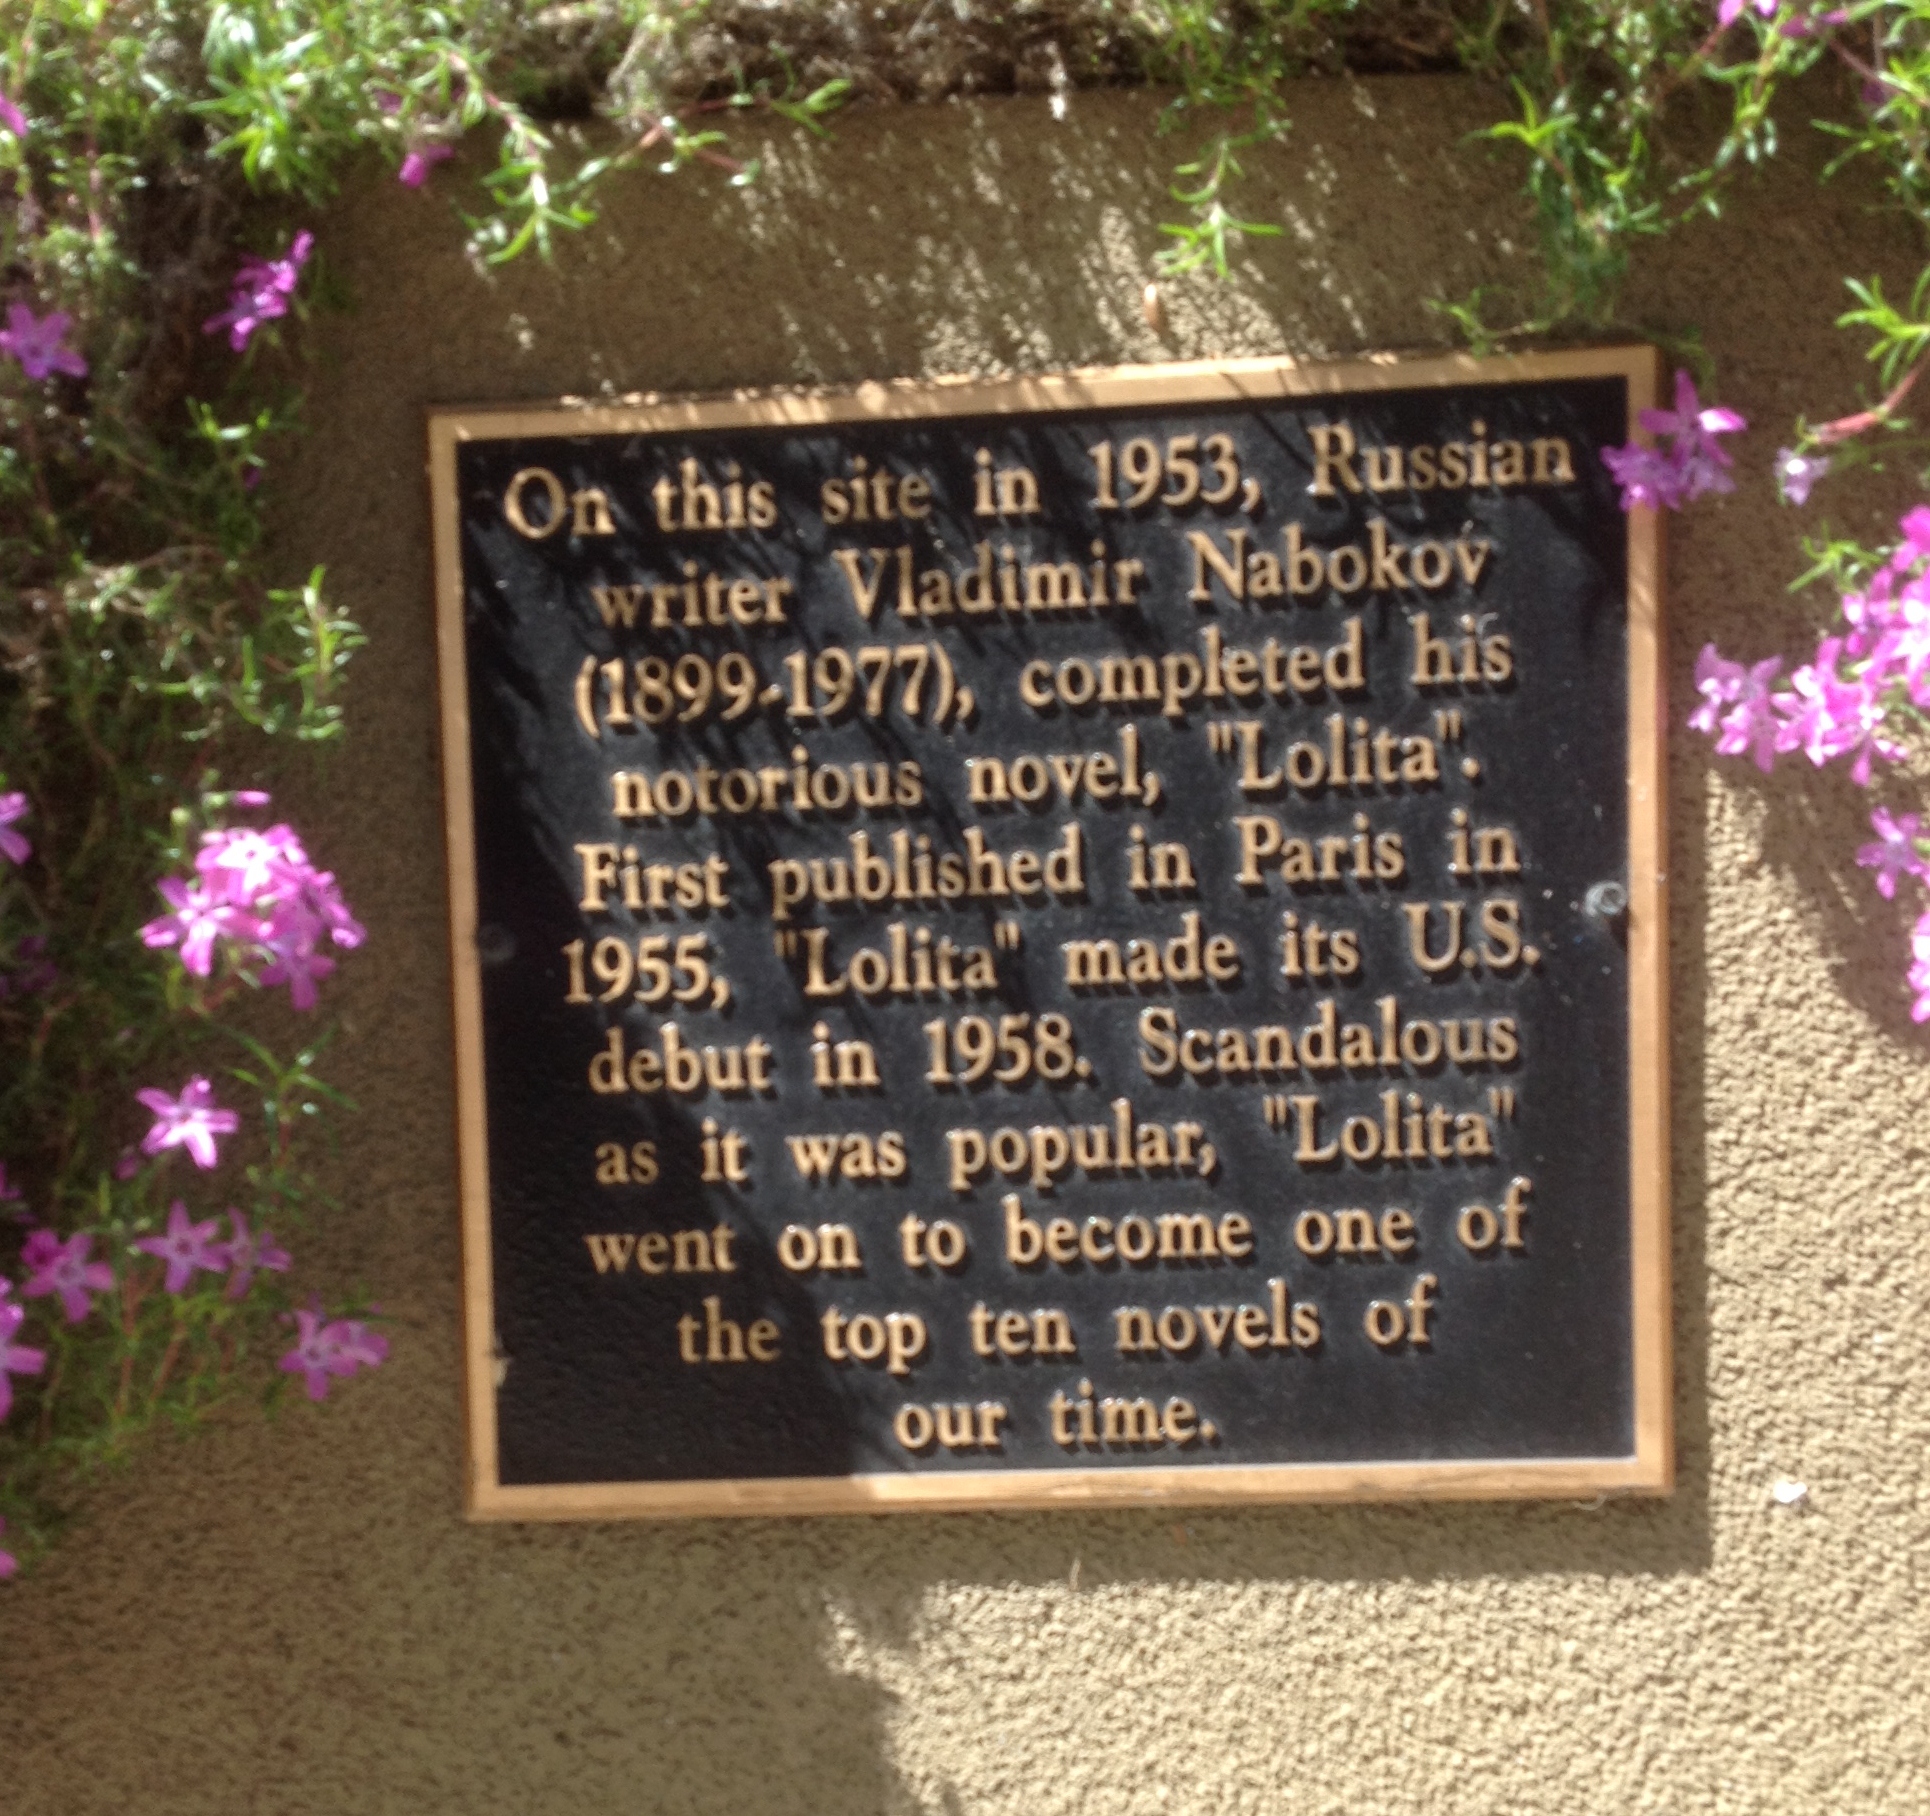 On this site in 1953, Russian
writer Vladimir Nabokov
(1899-1977), completed his
notorious novel, "Lolita".
First published in Paris in
1955, "Lolita" made its U.S.
debut in 1958. Scandalous
as it was popular, "Lolita"
went on to become one of
the top ten novels of
our time.